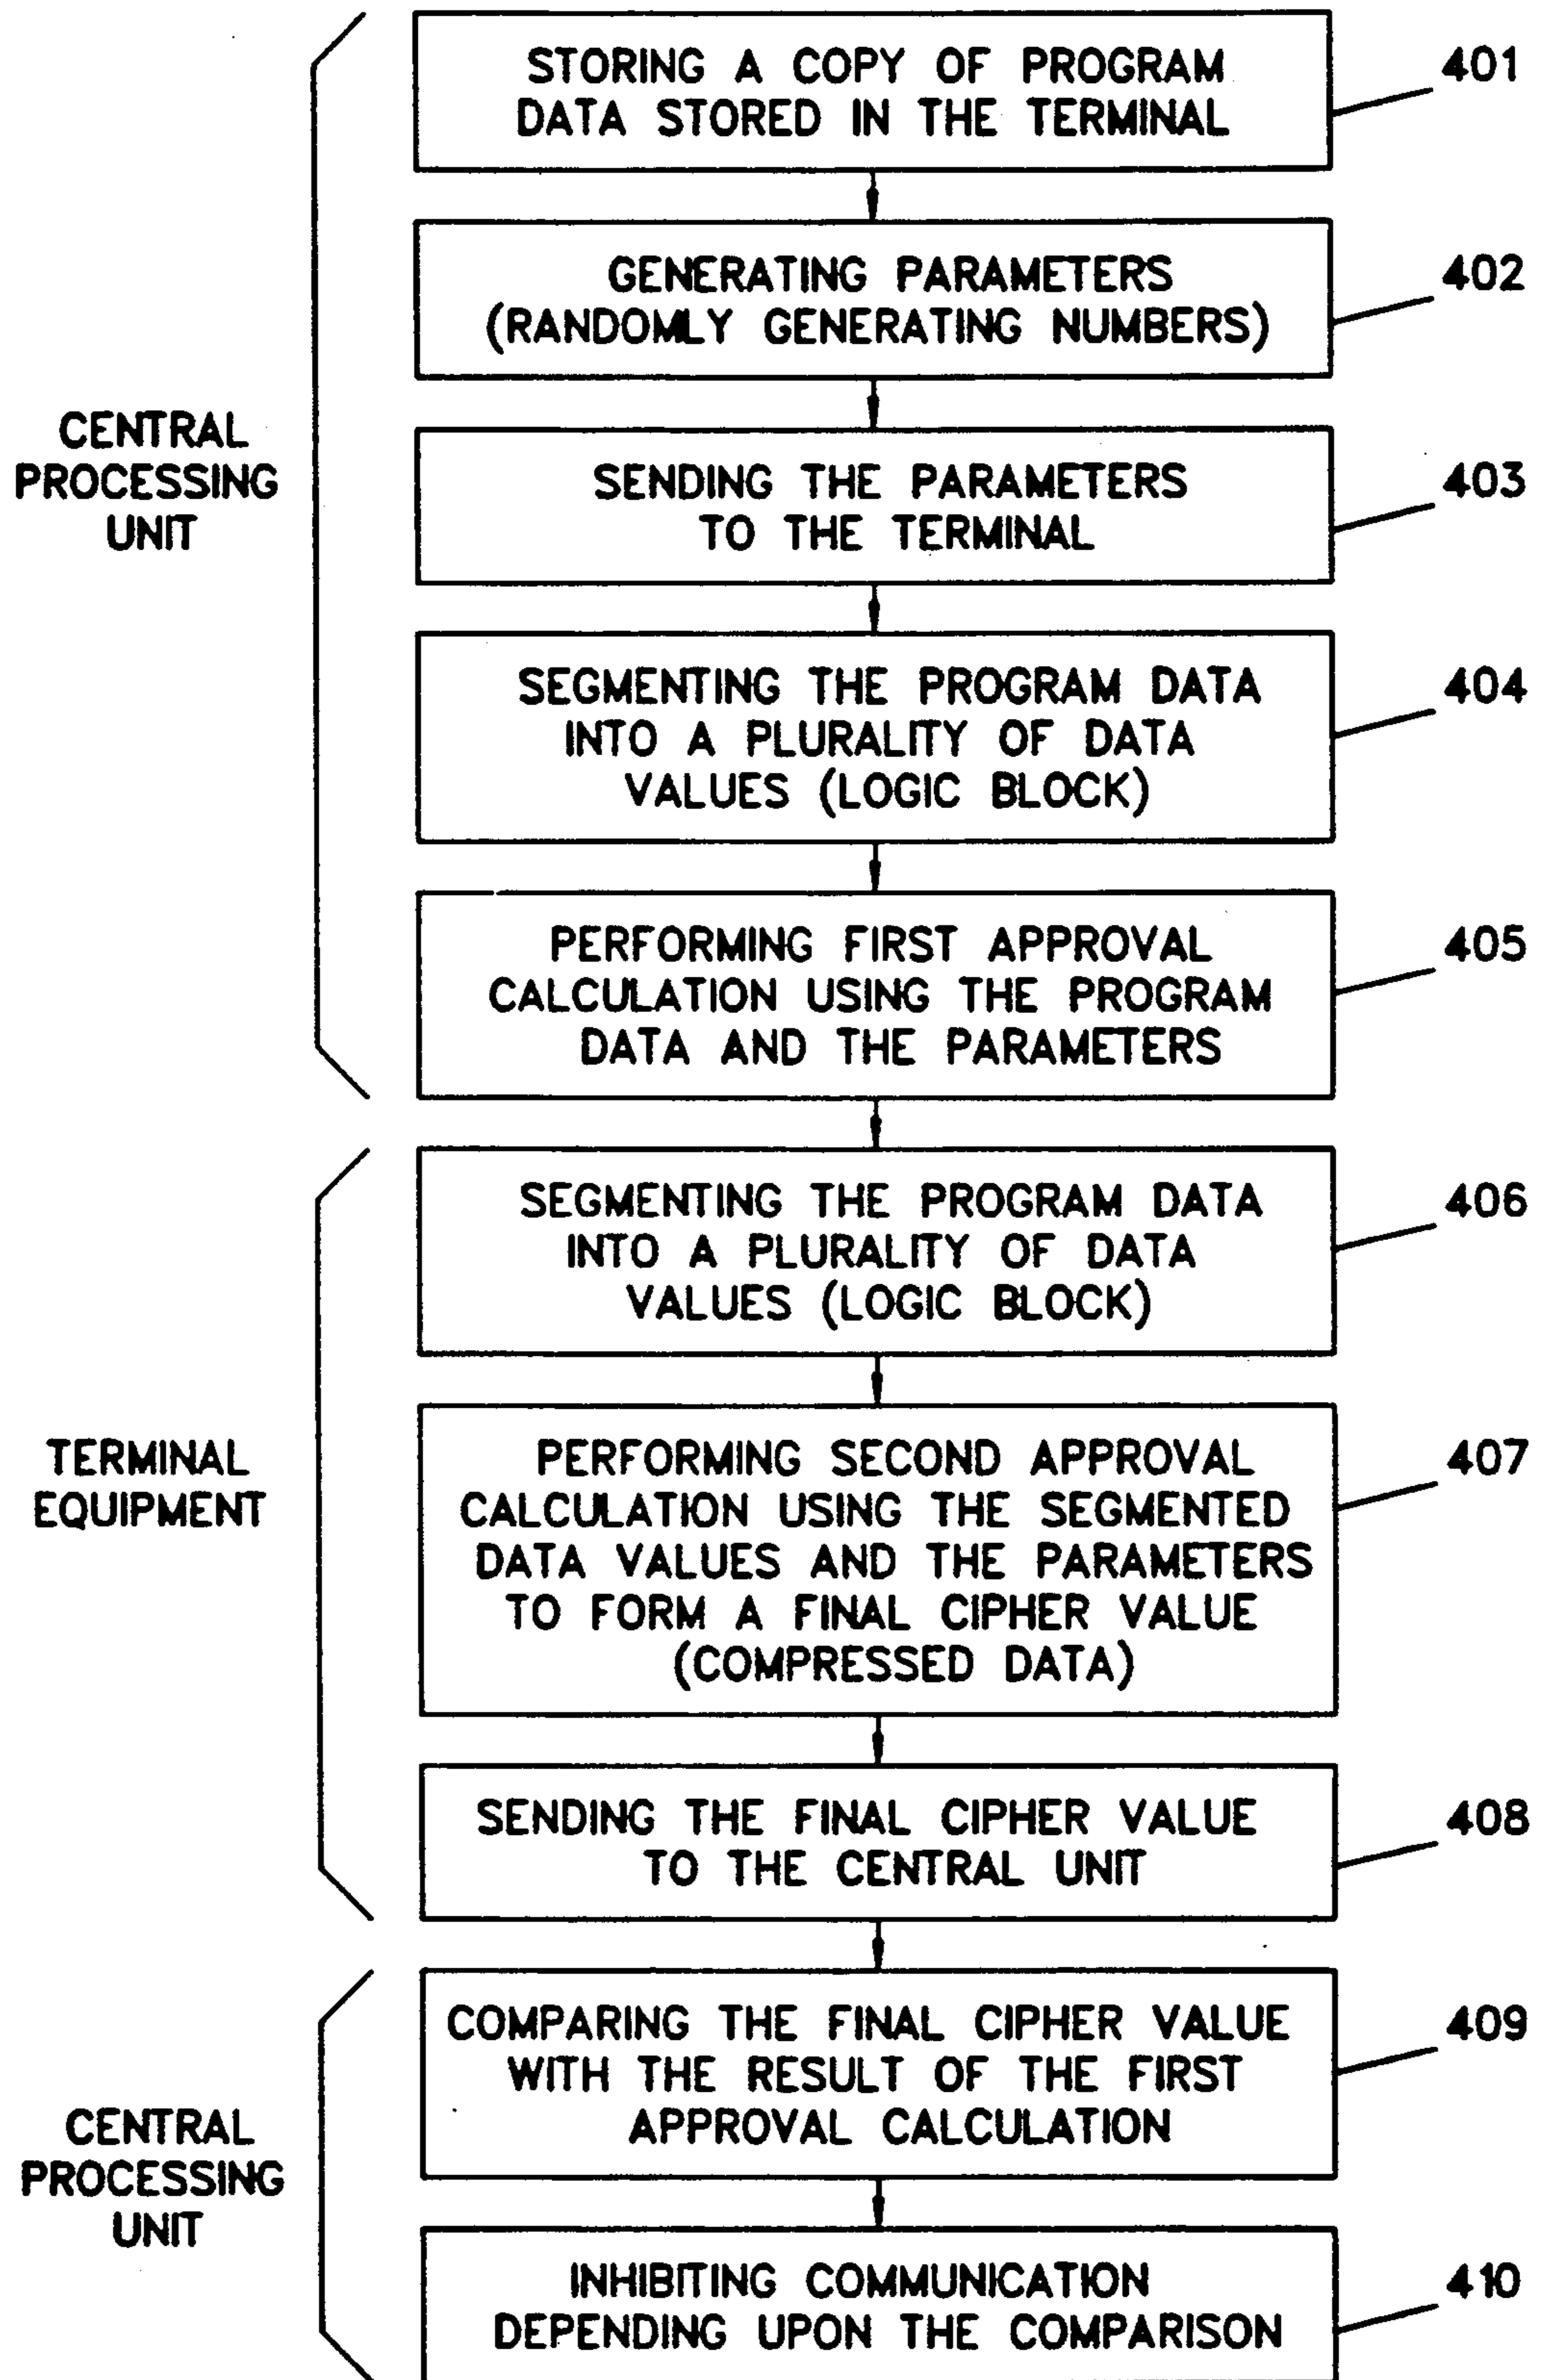 STORING A COPY OF PROGRAM
DATA STORED IN THE TERMINAL
401
GENERATING PARAMETERS
(RANDOMLY GENERATING NUMBERS)
402
CENTRAL
PROCESSING
UNIT
SENDING THE PARAMETERS
TO THE TERMINAL
403
SEGMENTING THE PROGRAM DATA
INTO A PLURALITY OF DATA
VALUES (LOGIC BLOCK)
404
PERFORMING FIRST APPROVAL
CALCULATION USING THE PROGRAM
DATA AND THE PARAMETERS
405
SEGMENTING THE PROGRAM DATA
INTO A PLURALITY OF DATA
VALUES (LOGIC BLOCK)
406
TERMINAL
EQUIPMENT
PERFORMING SECOND APPROVAL
CALCULATION USING THE SEGMENTED
DATA VALUES AND THE PARAMETERS
TO FORM A FINAL CIPHER VALUE
(COMPRESSED DATA)
407
SENDING THE FINAL CIPHER VALUE
TO THE CENTRAL UNIT
408
COMPARING THE FINAL CIPHER VALUE
WITH THE RESULT OF THE FIRST
APPROVAL CALCULATION
409
CENTRAL
PROCESSING
UNIT
INHIBITING COMMUNICATION
DEPENDING UPON THE COMPARISON
410